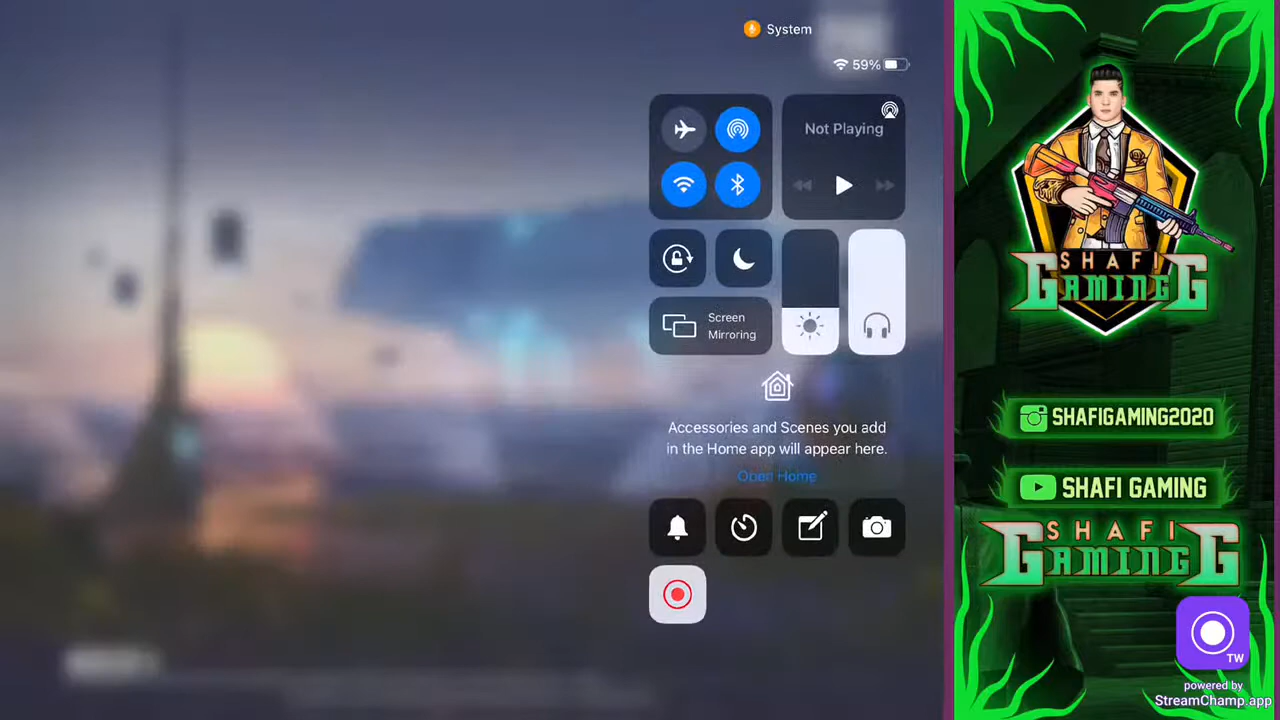 System
59%
Not Playing
Screen
Mirroring
Accessories and Scenes you add
in the Home app will appear here.
Open Home
SHAFI
GAMING
SHAFIGAMING2020
SHAFI GAMING
SHAFI
GAMING
TW
powered by
StreamChamp.app